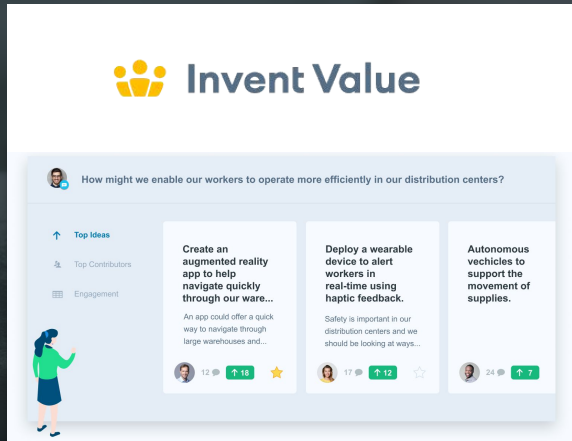 Invent Value
How might we enable our workers to operate more efficiently in our distribution centers?
Top Ideas
Top Contributors
Engagement
Create an
augmented reality
app to help
navigate quickly
through our ware...
An app could offer a quick
way to navigate through
large warehouses and...
12
18
Deploy a wearable
device to alert
workers in
real-time using
haptic feedback.
Safety is important in our
distribution centers and we
should be looking at ways...
17
12
Autonomous
vechicles to
support the
movement of
supplies.
24
7